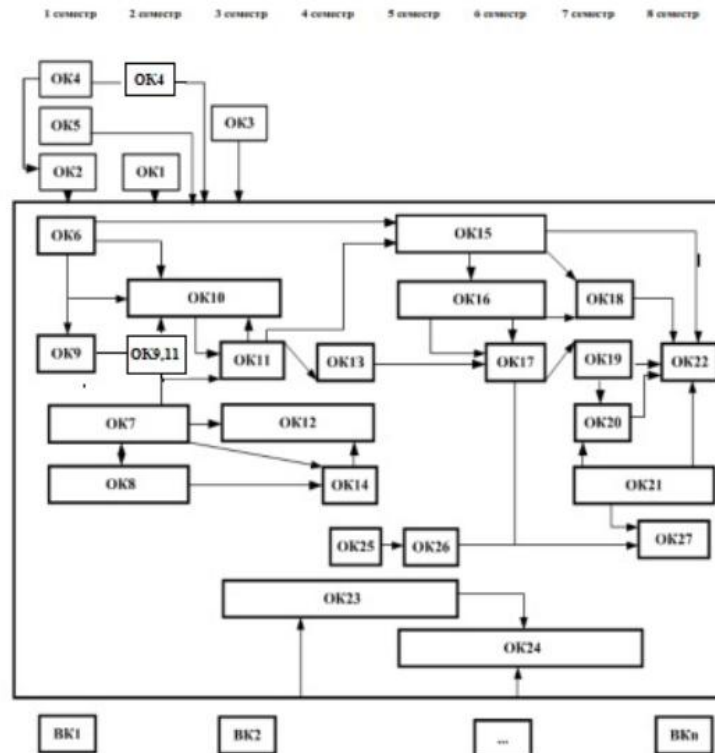 1 семестр 2 семестр 3 семестр 4 семестр 5 семестр 6 семестр 7 семестр 8 семестр
ОК4 ОК4
ОК5 ОК3
ОК2 ОК1
ОК6 ОК15
ОК10 ОК16 ОК18
ОК9 ОК9,11 ОК11 ОК13 ОК17 ОК19 ОК22
ОК7 ОК12 ОК20
ОК8 ОК14 ОК21
ОК25 ОК26 ОК27
ОК23
ОК24
ВК1 ВК2 ... ВКn